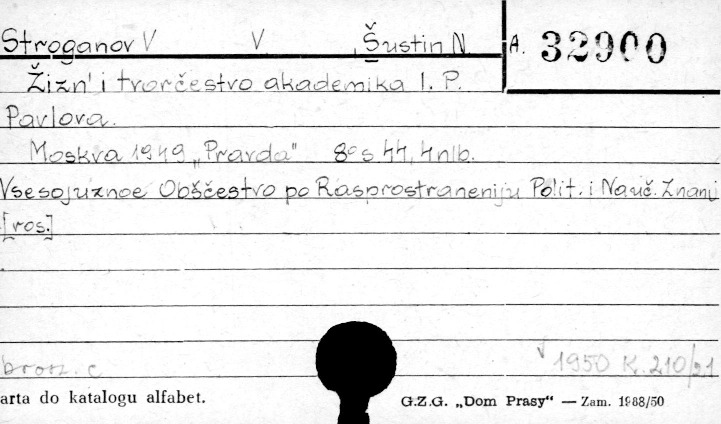 Stroganov V V , Šustin N. A. 32900
Žizn' i tvorčestvo akademika I. P.
Pavlova.
Moskva 1949 „Pravda" 8° s 44, 4 nlb.
Vsesojuznoe Obščestvo po Rasprostraneniju Polit. i Nauč. Znanij
[ros.]
brosz. c √ 1950 K. 210/21
arta do katalogu alfabet. G.Z.G. „Dom Prasy“ — Zam. 1988/50